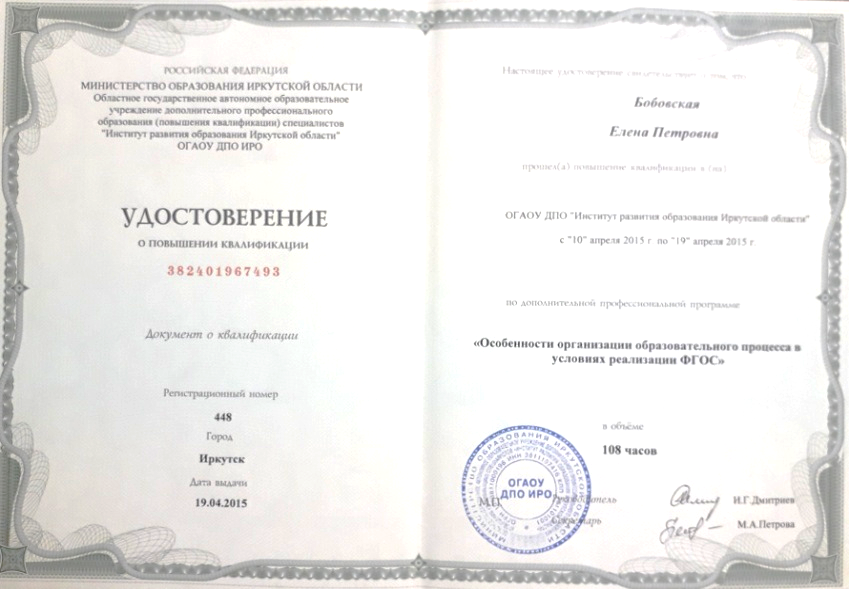 РОССИЙСКАЯ ФЕДЕРАЦИЯ
МИНИСТЕРСТВО ОБРАЗОВАНИЯ ИРКУТСКОЙ ОБЛАСТИ
Областное государственное автономное образовательное
учреждение дополнительного профессионального
образования (повышения квалификации) специалистов
"Институт развития образования Иркутской области"
ОГАОУ ДПО ИРО
УДОСТОВЕРЕНИЕ
О ПОВЫШЕНИИ КВАЛИФИКАЦИИ
382401967493
Документ о квалификации
Регистрационный номер
448
Город
Иркутск
Дата выдачи
19.04.2015
Настоящее удостоверение свидетельствует о том, что
Бобовская
Елена Петровна
прошел(а) повышение квалификации в (на)
ОГАОУ ДПО "Институт развития образования Иркутской области"
с "10" апреля 2015 г по "19" апреля 2015 г
по дополнительной профессиональной программе
«Особенности организации образовательного процесса в
условиях реализации ФГОС»
в объёме
108 часов
ОГАОУ
ДПО ИРО
М.П.
Руководитель
И.Г.Дмитриев
Секретарь
М.А.Петрова